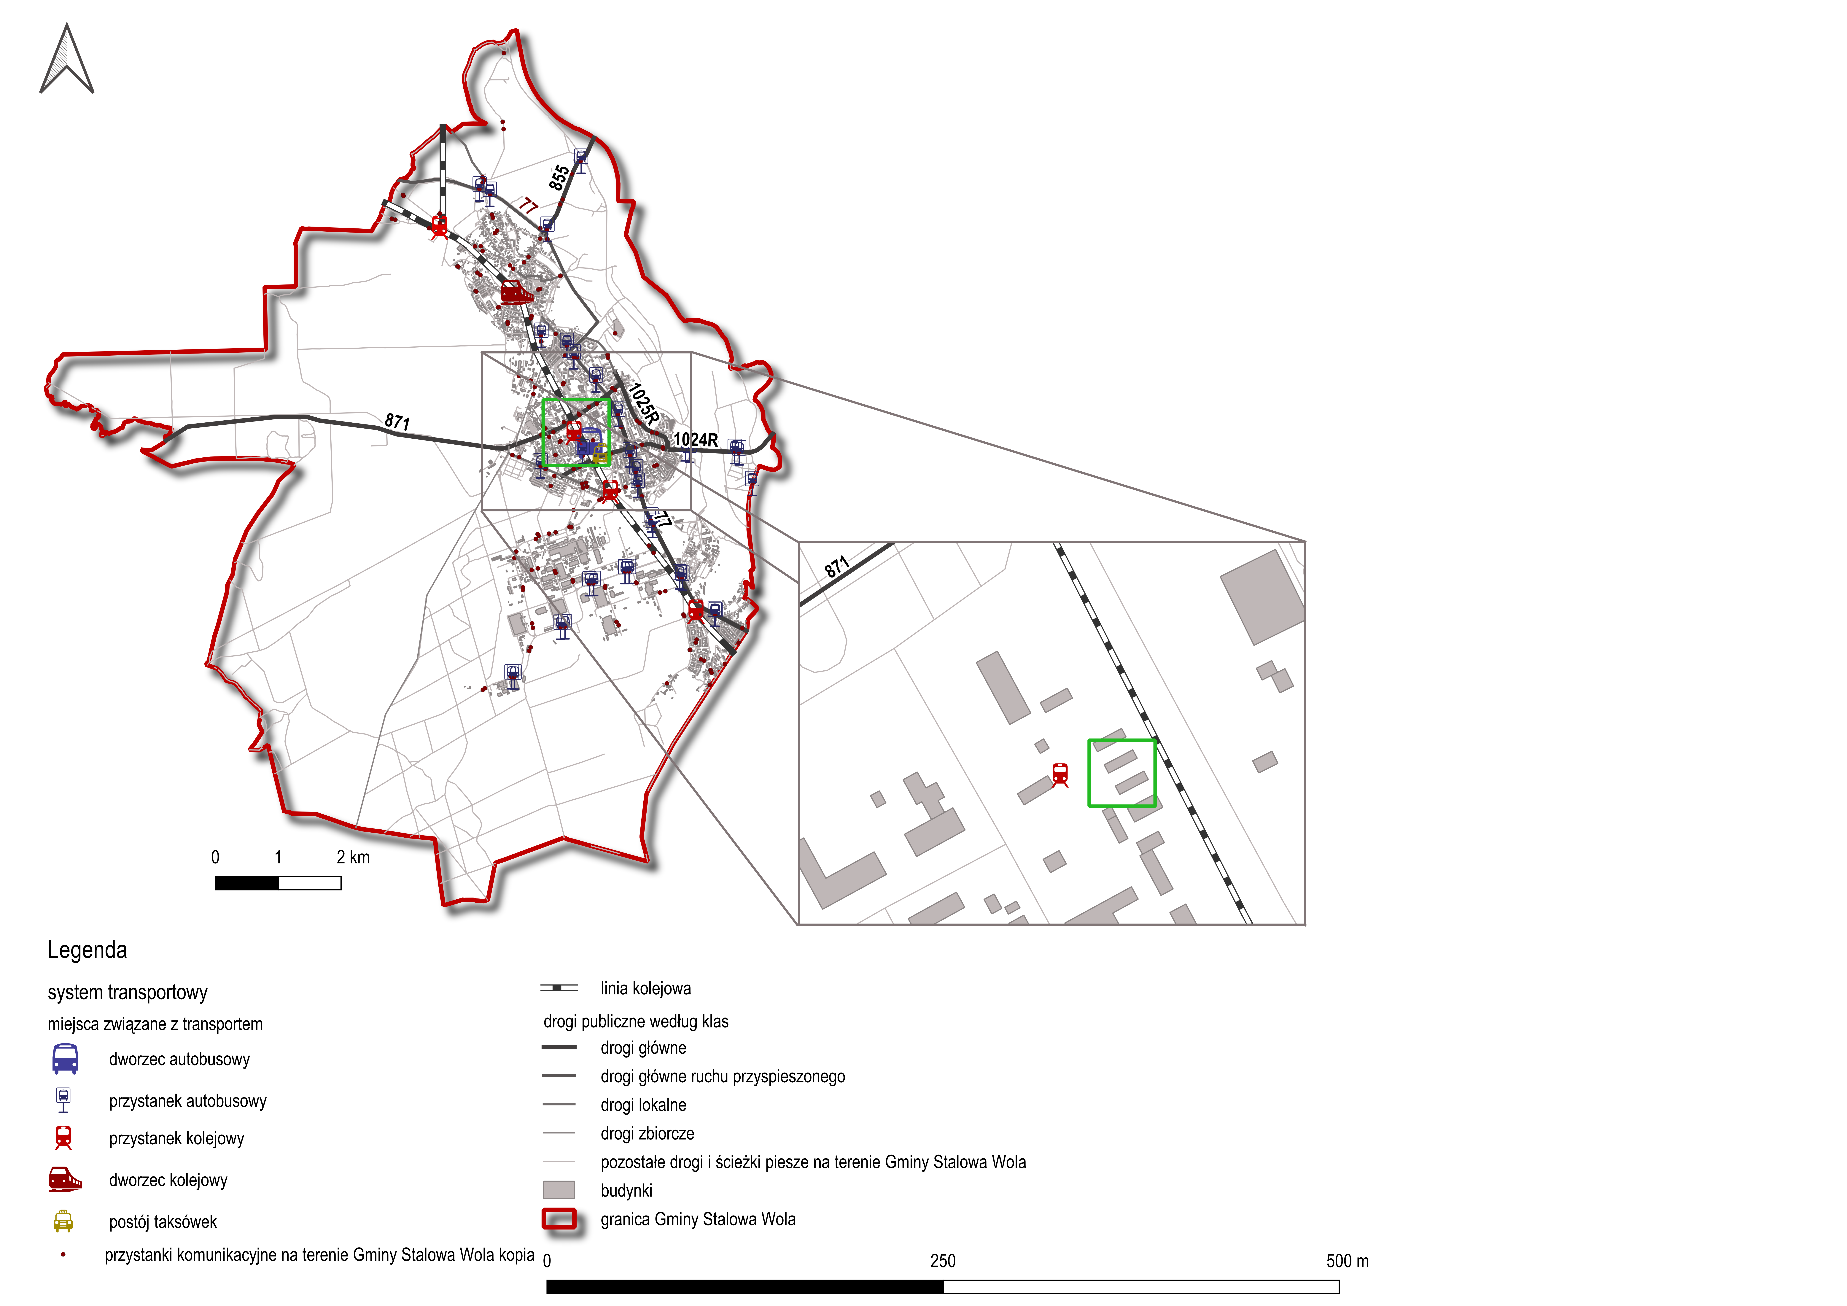 855
77
871
1025R
1024R
77
871
0 1 2 km
Legenda
system transportowy
miejsca związane z transportem
dworzec autobusowy
przystanek autobusowy
przystanek kolejowy
dworzec kolejowy
postój taksówek
przystanki komunikacyjne na terenie Gminy Stalowa Wola kopia
linia kolejowa
drogi publiczne według klas
drogi główne
drogi główne ruchu przyspieszonego
drogi lokalne
drogi zbiorcze
pozostałe drogi i ścieżki piesze na terenie Gminy Stalowa Wola
budynki
granica Gminy Stalowa Wola
0 250 500 m